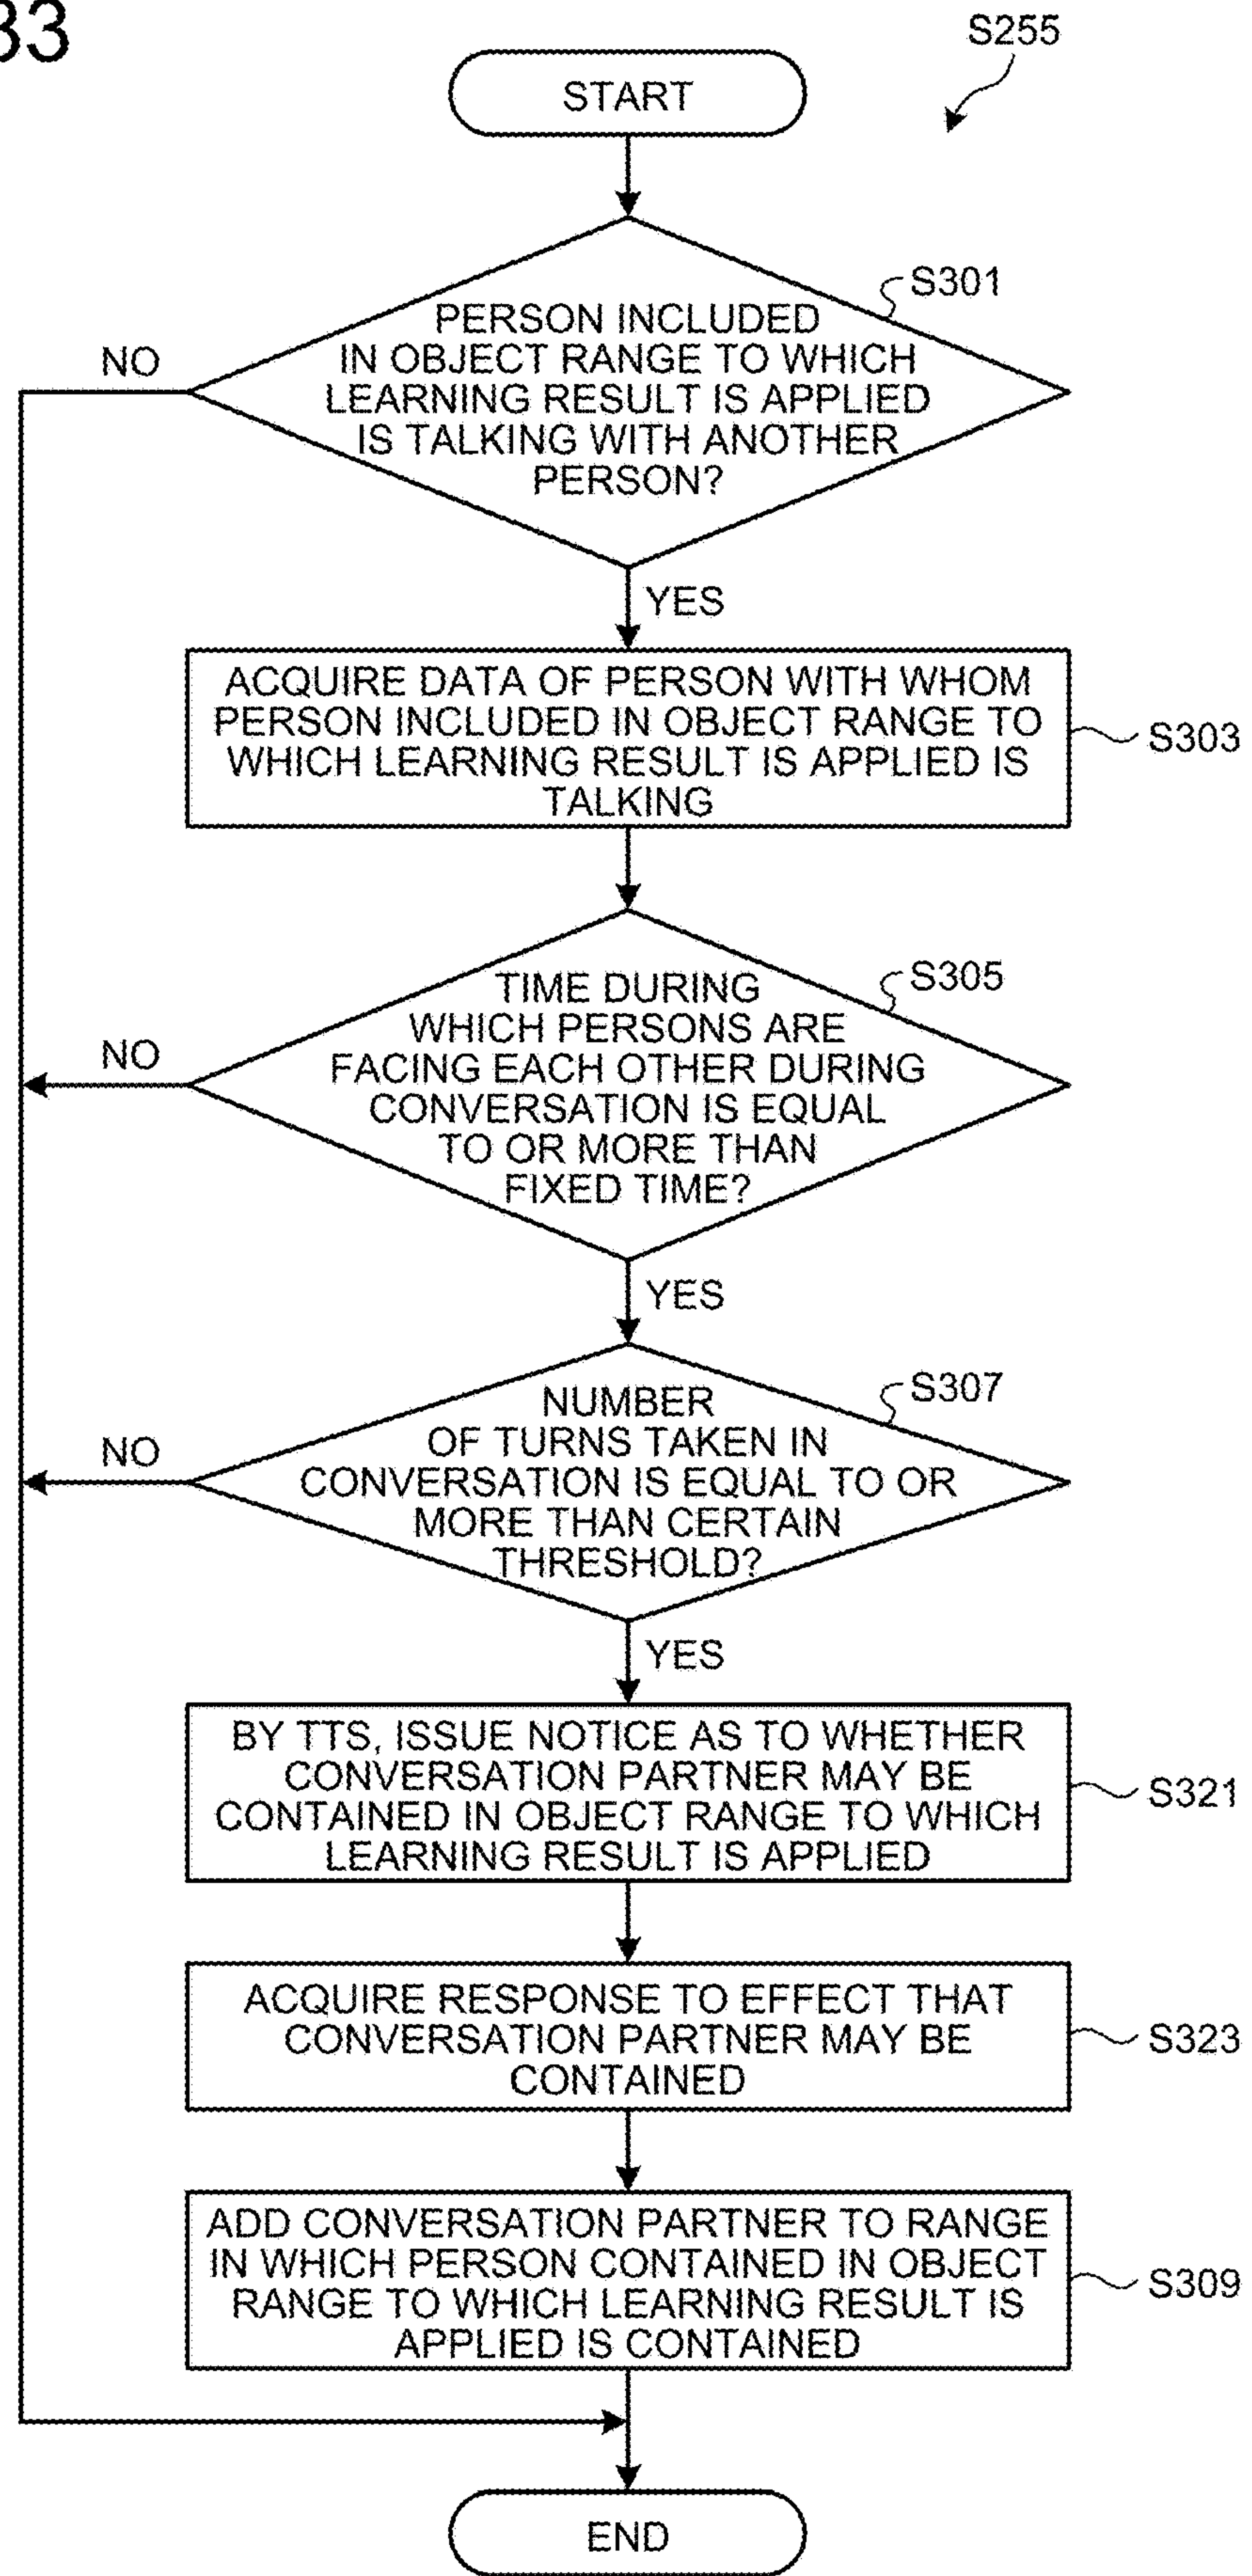 33
S255
START
S301
PERSON INCLUDED
IN OBJECT RANGE TO WHICH
LEARNING RESULT IS APPLIED
IS TALKING WITH ANOTHER
PERSON?
NO
YES
ACQUIRE DATA OF PERSON WITH WHOM
PERSON INCLUDED IN OBJECT RANGE TO
WHICH LEARNING RESULT IS APPLIED IS
TALKING
S303
S305
TIME DURING
WHICH PERSONS ARE
FACING EACH OTHER DURING
CONVERSATION IS EQUAL
TO OR MORE THAN
FIXED TIME?
NO
YES
S307
NUMBER
OF TURNS TAKEN IN
CONVERSATION IS EQUAL TO OR
MORE THAN CERTAIN
THRESHOLD?
NO
YES
BY TTS, ISSUE NOTICE AS TO WHETHER
CONVERSATION PARTNER MAY BE
CONTAINED IN OBJECT RANGE TO WHICH
LEARNING RESULT IS APPLIED
S321
ACQUIRE RESPONSE TO EFFECT THAT
CONVERSATION PARTNER MAY BE
CONTAINED
S323
ADD CONVERSATION PARTNER TO RANGE
IN WHICH PERSON CONTAINED IN OBJECT
RANGE TO WHICH LEARNING RESULT IS
APPLIED IS CONTAINED
S309
END